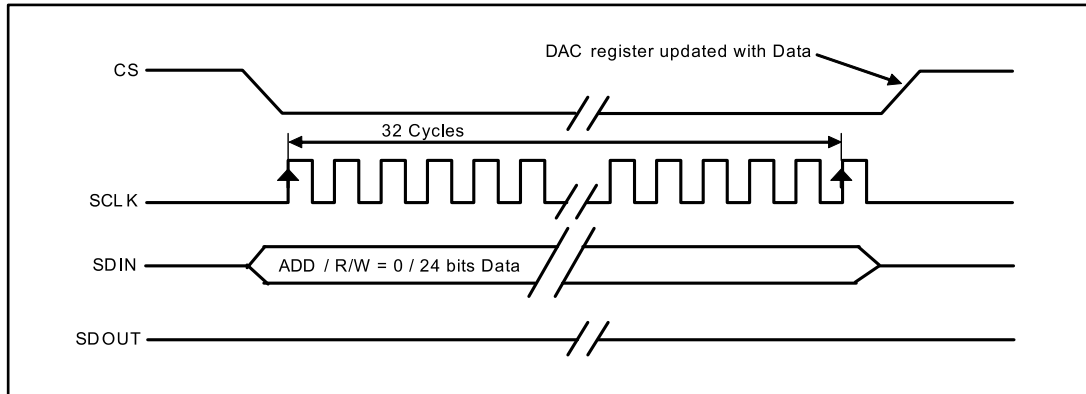 DAC register updated with Data
CS
32 Cycles
SCLK
SDIN
ADD / R/W = 0 / 24 bits Data
SDOUT